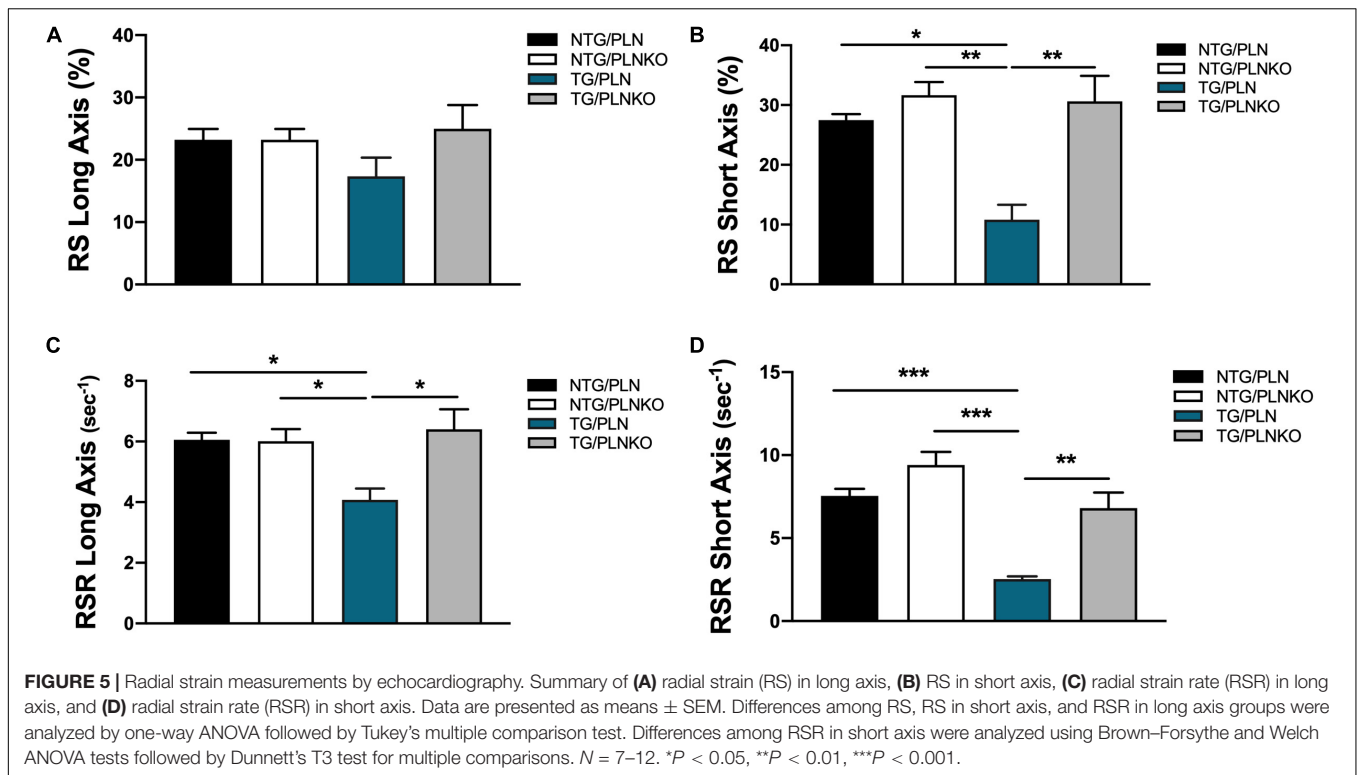 A
RS Long Axis (%)
40
30
20
10
0
NTG/PLN
NTG/PLNKO
TG/PLN
TG/PLNKO
B
RS Short Axis (%)
40
30
20
10
0
*
**
**
NTG/PLN
NTG/PLNKO
TG/PLN
TG/PLNKO
C
RSR Long Axis (sec-1)
8
6
4
2
0
*
*
*
NTG/PLN
NTG/PLNKO
TG/PLN
TG/PLNKO
D
RSR Short Axis (sec-1)
15
10
5
0
***
***
**
NTG/PLN
NTG/PLNKO
TG/PLN
TG/PLNKO
FIGURE 5 | Radial strain measurements by echocardiography. Summary of (A) radial strain (RS) in long axis, (B) RS in short axis, (C) radial strain rate (RSR) in long
axis, and (D) radial strain rate (RSR) in short axis. Data are presented as means ± SEM. Differences among RS, RS in short axis, and RSR in long axis groups were
analyzed by one-way ANOVA followed by Tukey's multiple comparison test. Differences among RSR in short axis were analyzed using Brown–Forsythe and Welch
ANOVA tests followed by Dunnett's T3 test for multiple comparisons. N = 7–12. *P < 0.05, **P < 0.01, ***P < 0.001.